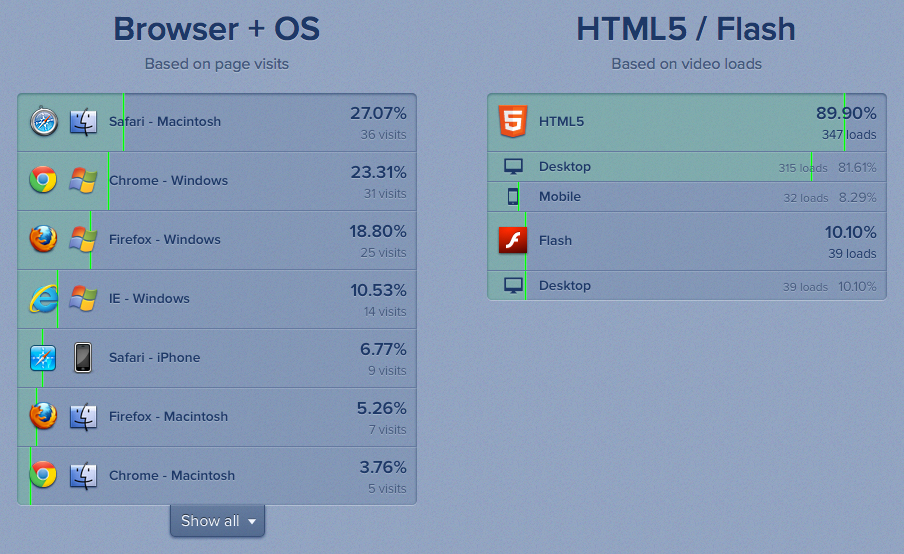 Browser + OS
Based on page visits
Safari - Macintosh 27.07%
36 visits
Chrome - Windows 23.31%
31 visits
Firefox - Windows 18.80%
25 visits
IE - Windows 10.53%
14 visits
Safari - iPhone 6.77%
9 visits
Firefox - Macintosh 5.26%
7 visits
Chrome - Macintosh 3.76%
5 visits
Show all
HTML5 / Flash
Based on video loads
HTML5 89.90%
347 loads
Desktop 315 loads 81.61%
Mobile 32 loads 8.29%
Flash 10.10%
39 loads
Desktop 39 loads 10.10%